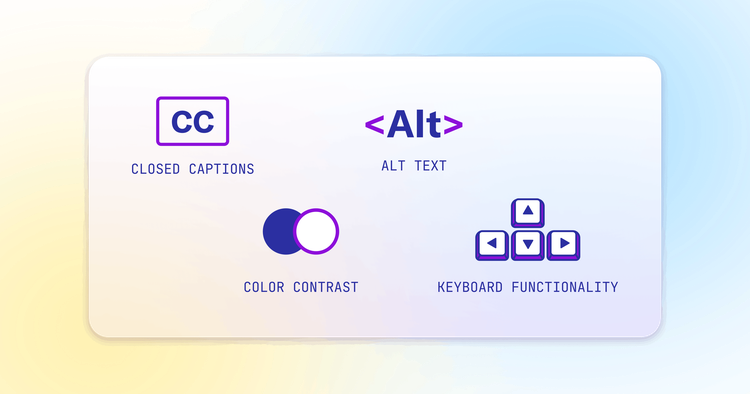 CC
<Alt>
CLOSED CAPTIONS
ALT TEXT
COLOR CONTRAST
KEYBOARD FUNCTIONALITY